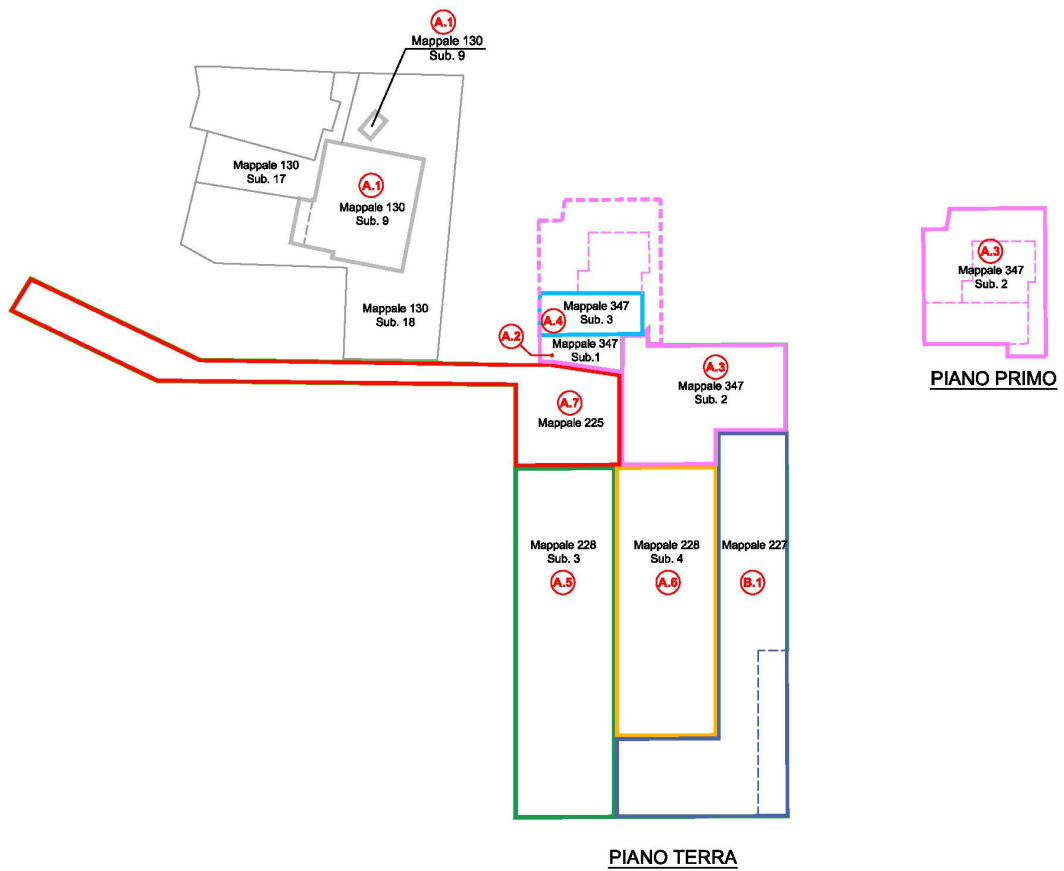 A.1
Mappale 130
Sub. 9
Mappale 130
Sub. 17
A.1
Mappale 130
Sub. 9
Mappale 130
Sub. 18
Mappale 347
Sub. 3
A.4
A.2
Mappale 347
Sub.1
A.3
Mappale 347
Sub. 2
A.3
Mappale 347
Sub. 2
PIANO PRIMO
A.7
Mappale 225
Mappale 228
Sub. 3
A.5
Mappale 228
Sub. 4
A.6
Mappale 227
B.1
PIANO TERRA